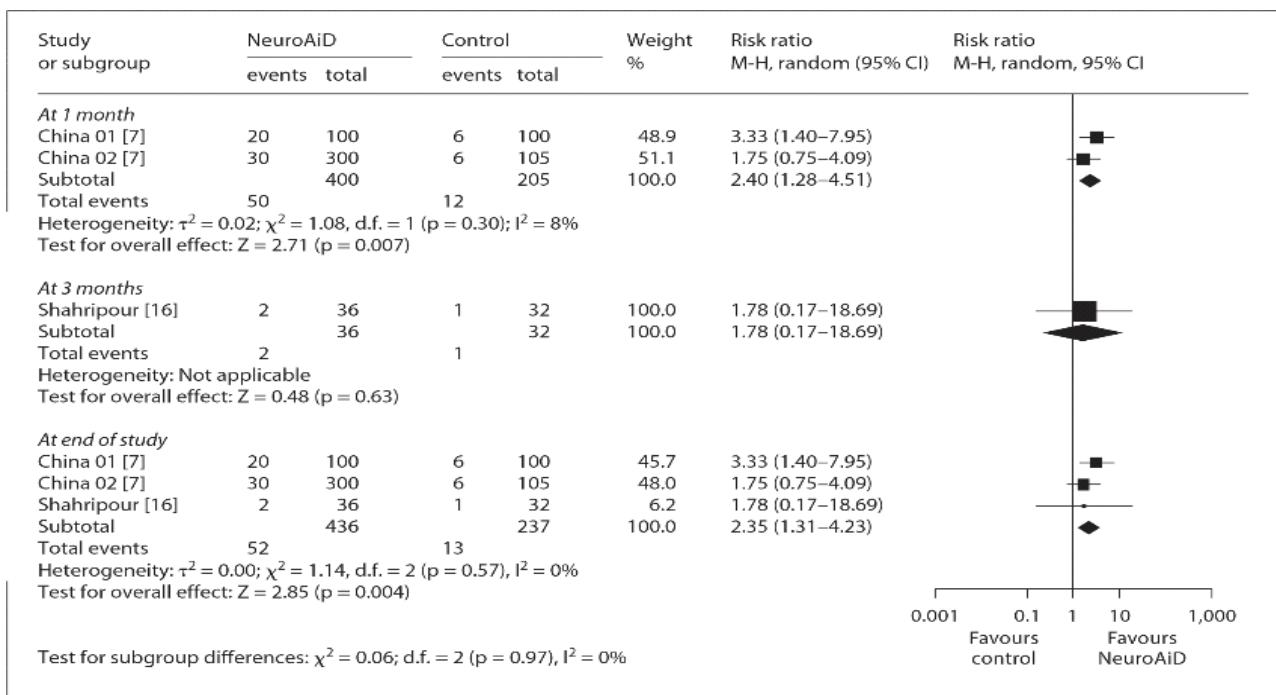 Study NeuroAiD Control Weight Risk ratio Risk ratio
or subgroup events total events total % M-H, random (95% CI) M-H, random, 95% CI
At 1 month
China 01 [7] 20 100 6 100 48.9 3.33 (1.40–7.95)
China 02 [7] 30 300 6 105 51.1 1.75 (0.75–4.09)
Subtotal 400 205 100.0 2.40 (1.28–4.51)
Total events 50 12
Heterogeneity: τ² = 0.02; χ² = 1.08, d.f. = 1 (p = 0.30); I² = 8%
Test for overall effect: Z = 2.71 (p = 0.007)
At 3 months
Shahripour [16] 2 36 1 32 100.0 1.78 (0.17–18.69)
Subtotal 36 32 100.0 1.78 (0.17–18.69)
Total events 2 1
Heterogeneity: Not applicable
Test for overall effect: Z = 0.48 (p = 0.63)
At end of study
China 01 [7] 20 100 6 100 45.7 3.33 (1.40–7.95)
China 02 [7] 30 300 6 105 48.0 1.75 (0.75–4.09)
Shahripour [16] 2 36 1 32 6.2 1.78 (0.17–18.69)
Subtotal 436 237 100.0 2.35 (1.31–4.23)
Total events 52 13
Heterogeneity: τ² = 0.00; χ² = 1.14, d.f. = 2 (p = 0.57), I² = 0%
Test for overall effect: Z = 2.85 (p = 0.004)
0.001 0.1 1 10 1,000
Favours control Favours NeuroAiD
Test for subgroup differences: χ² = 0.06; d.f. = 2 (p = 0.97), I² = 0%